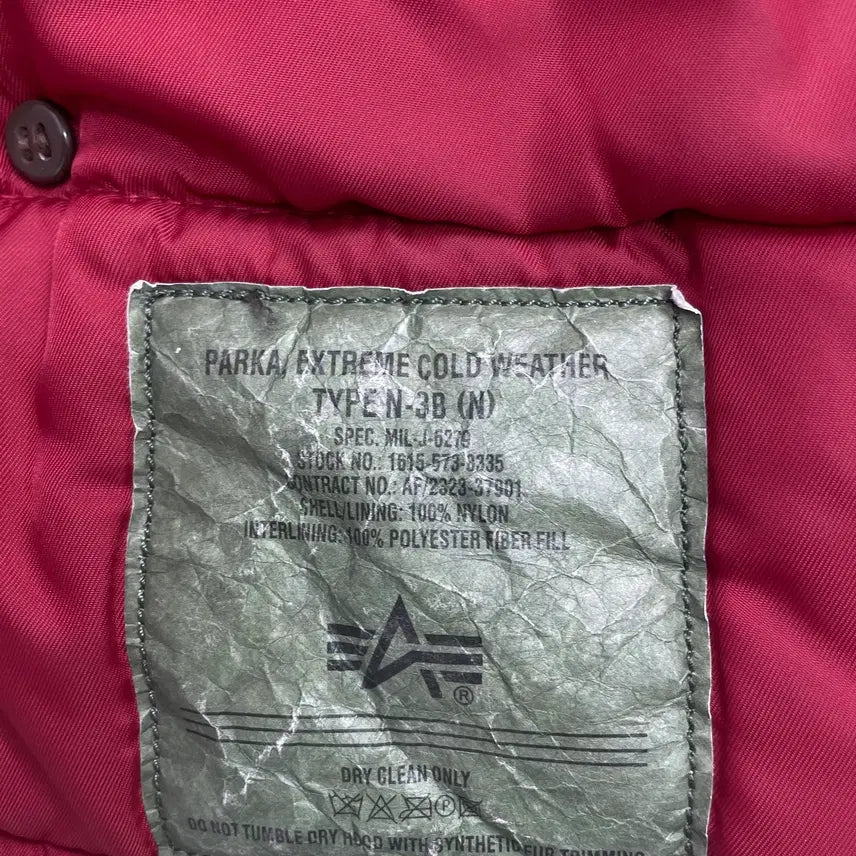 PARKA, EXTREME COLD WEATHER
TYPE N-3B (N)
SPEC. MIL-J-6279
STOCK NO.: 1615-573-3335
CONTRACT NO.: AF/2323-37901
SHELL/LINING: 100% NYLON
INTERLINING: 100% POLYESTER FIBER FILL
®
DRY CLEAN ONLY
P
DO NOT TUMBLE DRY HOOD WITH SYNTHETIC FUR TRIMMING